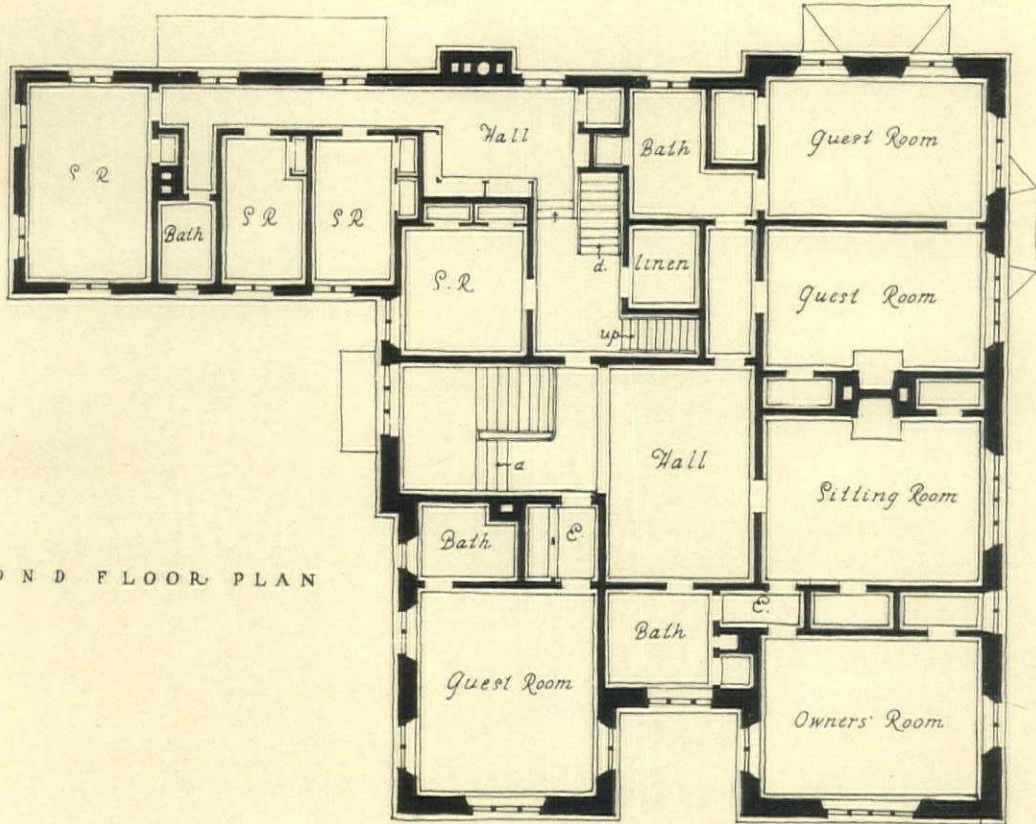 Hall
Guest Room
Bath
S R
S R
S R
Bath
linen
d.
S. R
Guest Room
up
Hall
a
Sitting Room
Bath
C.
OND FLOOR PLAN
C.
Bath
Guest Room
Owners' Room